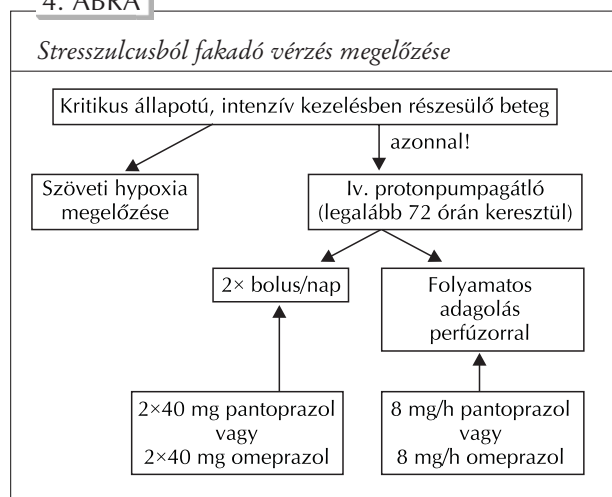 4. ÁBRA
Stresszulcusból fakadó vérzés megelőzése
Kritikus állapotú, intenzív kezelésben részesülő beteg
azonnal!
Szöveti hypoxia
megelőzése
Iv. protonpumpagátló
(legalább 72 órán keresztül)
2× bolus/nap
Folyamatos
adagolás
perfúzorral
2×40 mg pantoprazol
vagy
2×40 mg omeprazol
8 mg/h pantoprazol
vagy
8 mg/h omeprazol